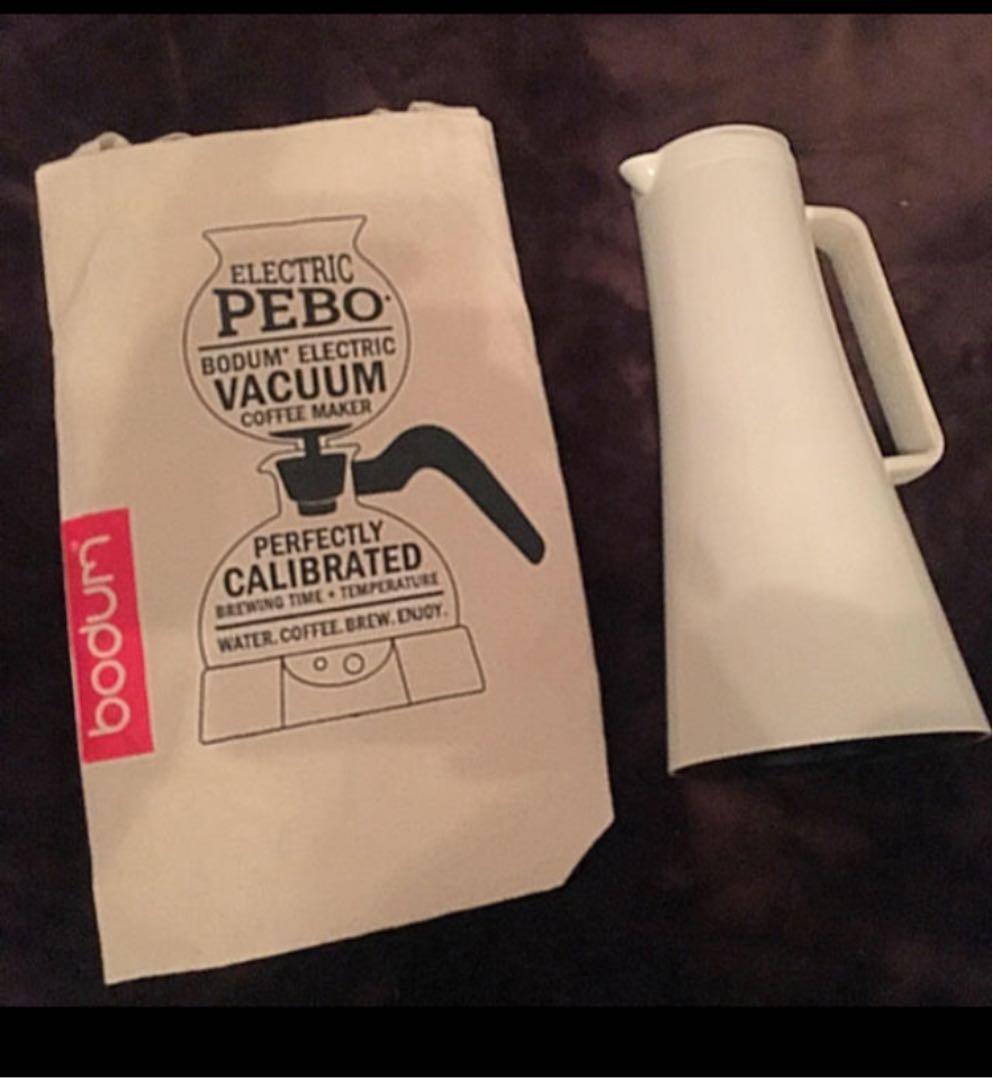 ELECTRIC
PEBO®
BODUM® ELECTRIC
VACUUM
COFFEE MAKER
PERFECTLY
CALIBRATED
BREWING TIME + TEMPERATURE
WATER. COFFEE. BREW. ENJOY.
bodum®